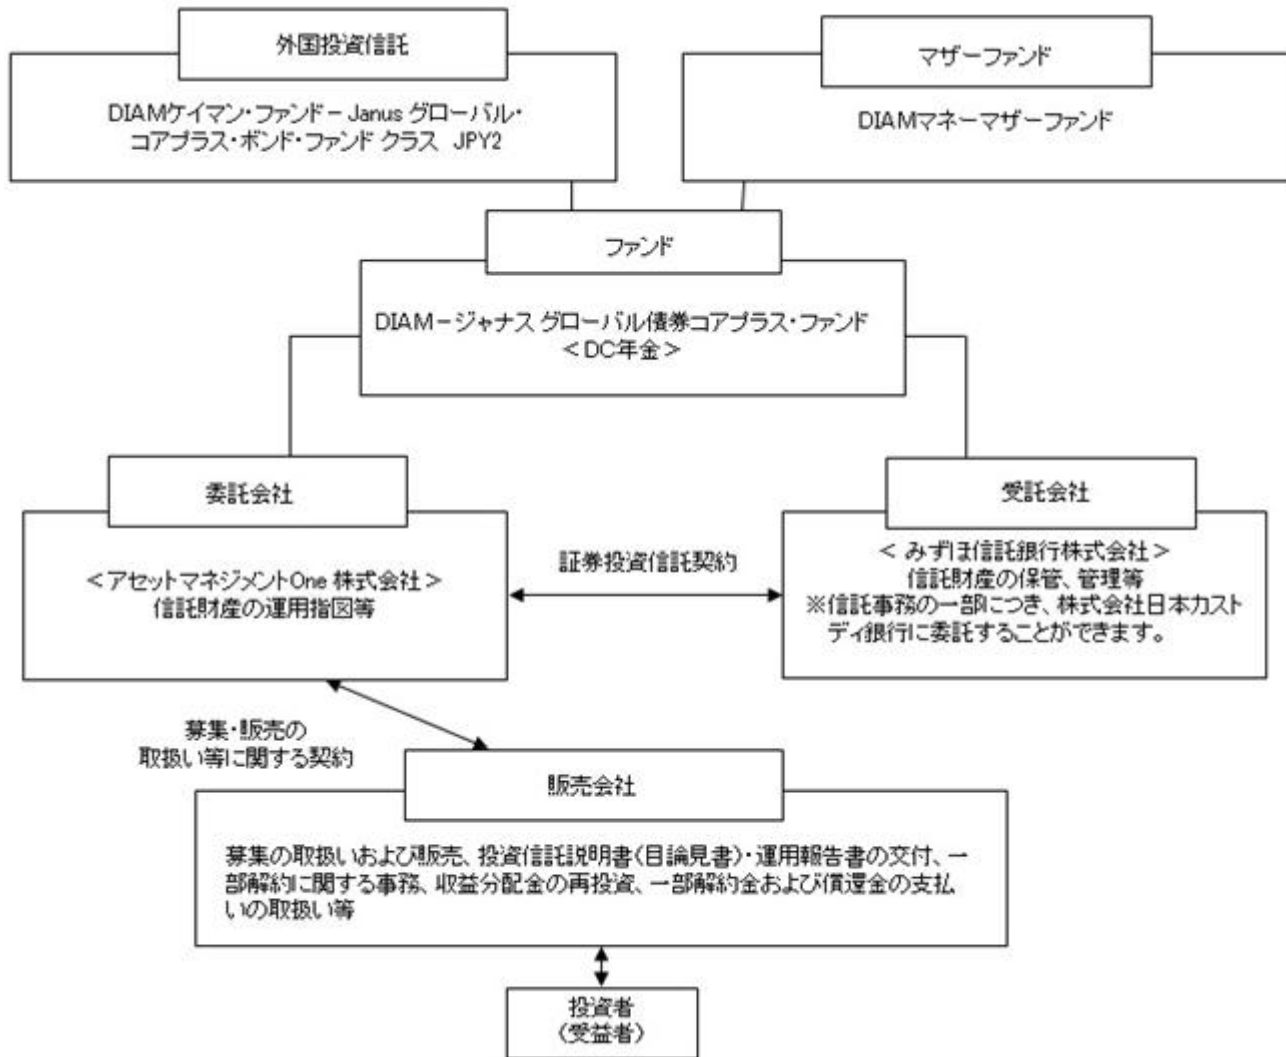 外国投資信託
DIAMケイマン・ファンド－Janus グローバル・
コアプラス・ボンド・ファンド クラス JPY2
マザーファンド
DIAMマネーマザーファンド
ファンド
DIAM－ジャナス グローバル債券コアプラス・ファンド
＜DC年金＞
委託会社
＜アセットマネジメントOne 株式会社＞
信託財産の運用指図等
証券投資信託契約
受託会社
＜ みずほ信託銀行株式会社＞
信託財産の保管、管理等
※信託事務の一部につき、株式会社日本カスト
ディ銀行に委託することができます。
募集・販売の
取扱い等に関する契約
販売会社
募集の取扱いおよび販売、投資信託説明書（目論見書）・運用報告書の交付、一
部解約に関する事務、収益分配金の再投資、一部解約金および償還金の支払
いの取扱い等
投資者
（受益者）